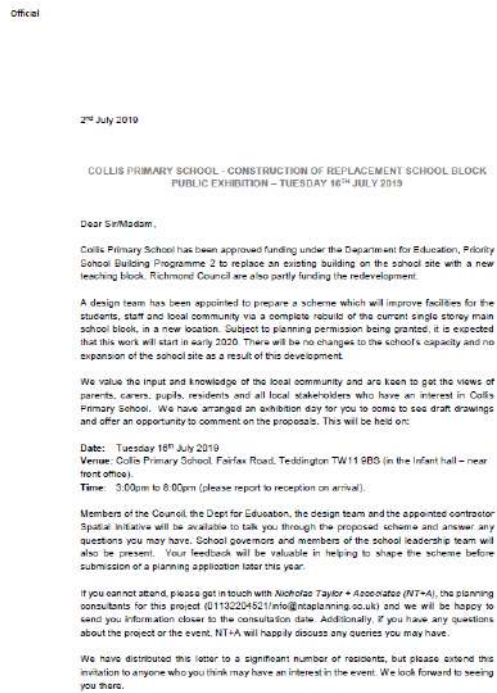 Official
2nd July 2019
COLLIS PRIMARY SCHOOL - CONSTRUCTION OF REPLACEMENT SCHOOL BLOCK
PUBLIC EXHIBITION – TUESDAY 16TH JULY 2019
Dear Sir/Madam,
Collis Primary School has been approved funding under the Department for Education, Priority
School Building Programme 2 to replace an existing building on the school site with a new
teaching block. Richmond Council are also partly funding the redevelopment.
A design team has been appointed to prepare a scheme which will improve facilities for the
students, staff and local community via a complete rebuild of the current single storey main
school block, in a new location. Subject to planning permission being granted, it is expected
that this work will start in early 2020. There will be no changes to the school's capacity and no
expansion of the school site as a result of this development.
We value the input and knowledge of the local community and are keen to get the views of
parents, carers, pupils, residents and all local stakeholders who have an interest in Collis
Primary School. We have arranged an exhibition day for you to come to see draft drawings
and offer an opportunity to comment on the proposals. This will be held on:
Date: Tuesday 16th July 2019
Venue: Collis Primary School, Fairfax Road, Teddington TW11 9BS (in the Infant hall – near
front office).
Time: 3:00pm to 8:00pm (please report to reception on arrival).
Members of the Council, the Dept for Education, the design team and the appointed contractor
Spatial Initiative will be available to talk you through the proposed scheme and answer any
questions you may have. School governors and members of the school leadership team will
also be present. Your feedback will be valuable in helping to shape the scheme before
submission of a planning application later this year.
If you cannot attend, please get in touch with Nicholas Taylor + Associates (NT+A), the planning
consultants for this project (01132204521/info@ntaplanning.co.uk) and we will be happy to
send you information closer to the consultation date. Additionally, if you have any questions
about the project or the event, NT+A will happily discuss any queries you may have.
We have distributed this letter to a significant number of residents, but please extend this
invitation to anyone who you think may have an interest in the event. We look forward to seeing
you there.